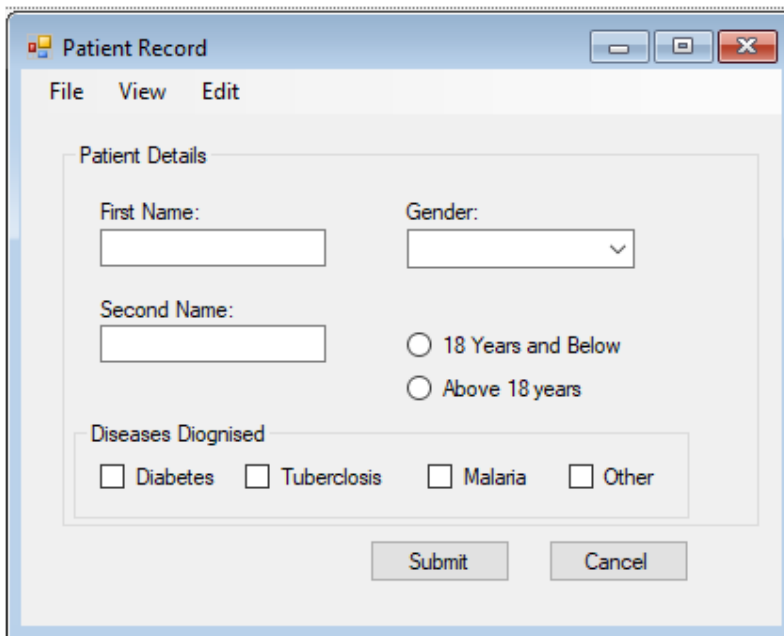 Patient Record
File View Edit
Patient Details
First Name: Gender:
Second Name:
18 Years and Below
Above 18 years
Diseases Diognised
Diabetes Tuberclosis Malaria Other
Submit Cancel